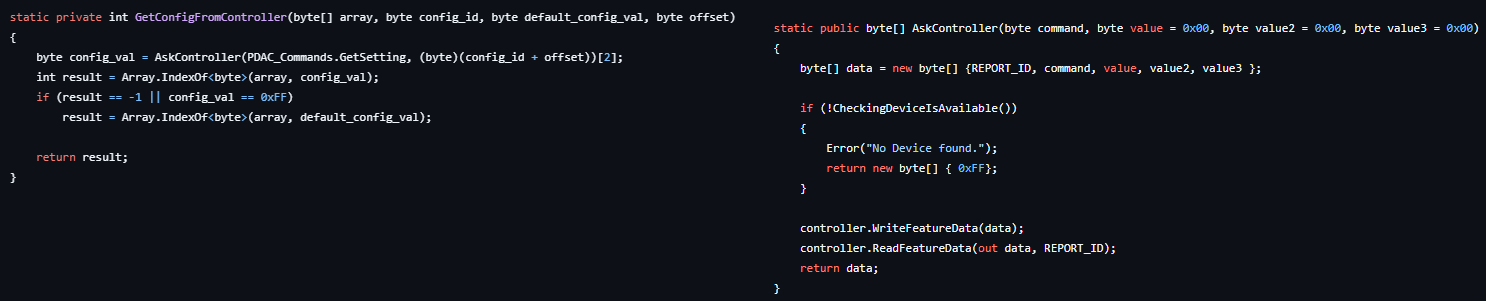 static private int GetConfigFromController(byte[] array, byte config_id, byte default_config_val, byte offset)
{
    byte config_val = AskController(PDAC_Commands.GetSetting, (byte)(config_id + offset))[2];
    int result = Array.IndexOf<byte>(array, config_val);
    if (result == -1 || config_val == 0xFF)
        result = Array.IndexOf<byte>(array, default_config_val);

    return result;
}
static public byte[] AskController(byte command, byte value = 0x00, byte value2 = 0x00, byte value3 = 0x00)
{
    byte[] data = new byte[] {REPORT_ID, command, value, value2, value3 };

    if (!CheckingDeviceIsAvailable())
    {
        Error("No Device found.");
        return new byte[] { 0xFF};
    }

    controller.WriteFeatureData(data);
    controller.ReadFeatureData(out data, REPORT_ID);
    return data;
}